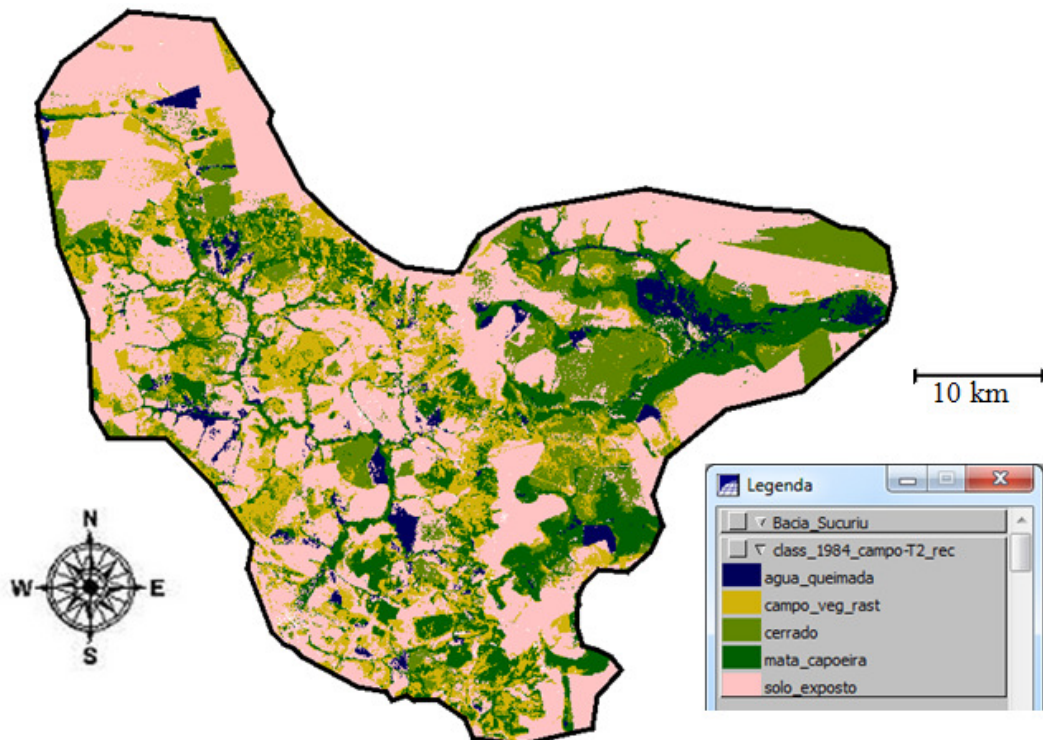 10 km
Legenda
Bacia_Sucuriu
class_1984_campo-T2_rec
agua_queimada
campo_veg_rast
cerrado
mata_capoeira
solo_exposto
N
W E
S